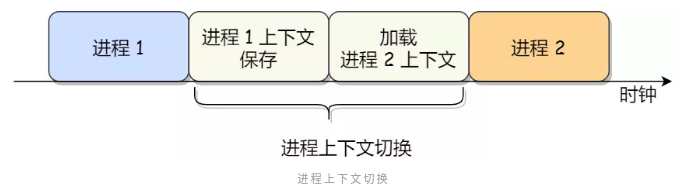 进程 1
进程 1 上下文
保存
加载
进程 2 上下文
进程 2
时钟
进程上下文切换
进程上下文切换